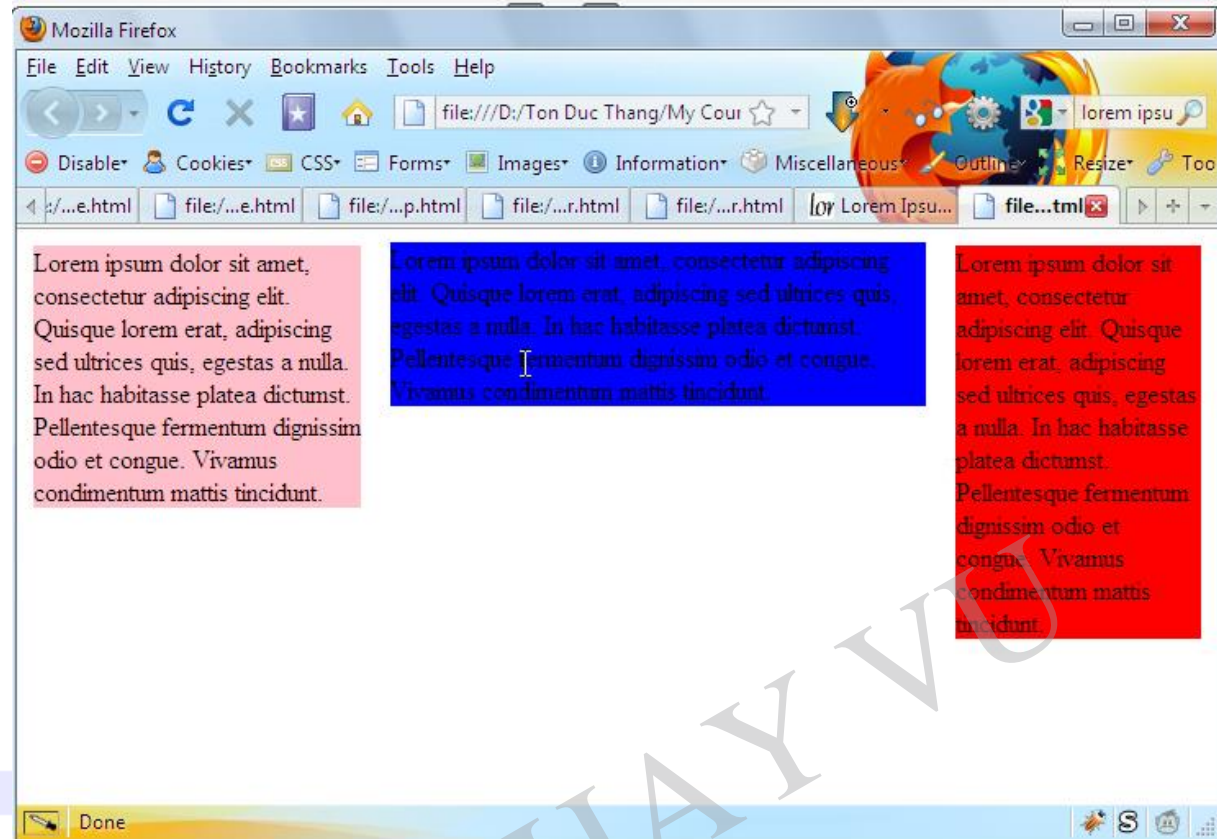 Mozilla Firefox
File Edit View History Bookmarks Tools Help
file:///D:/Ton Duc Thang/My Cour
lorem ipsu
Disable Cookies CSS Forms Images Information Miscellaneous Outline Resize Too
:/...e.html file:/...e.html file:/...p.html file:/...r.html file:/...r.html lor Lorem Ipsu... file...tml
Lorem ipsum dolor sit amet,
consectetur adipiscing elit.
Quisque lorem erat, adipiscing
sed ultrices quis, egestas a nulla.
In hac habitasse platea dictumst.
Pellentesque fermentum dignissim
odio et congue. Vivamus
condimentum mattis tincidunt.
Lorem ipsum dolor sit amet, consectetur adipiscing
elit. Quisque lorem erat, adipiscing sed ultrices quis,
egestas a nulla. In hac habitasse platea dictumst.
Pellentesque fermentum dignissim odio et congue.
Vivamus condimentum mattis tincidunt.
Lorem ipsum dolor sit
amet, consectetur
adipiscing elit. Quisque
lorem erat, adipiscing
sed ultrices quis, egestas
a nulla. In hac habitasse
platea dictumst.
Pellentesque fermentum
dignissim odio et
congue. Vivamus
condimentum mattis
tincidunt.
Done
S